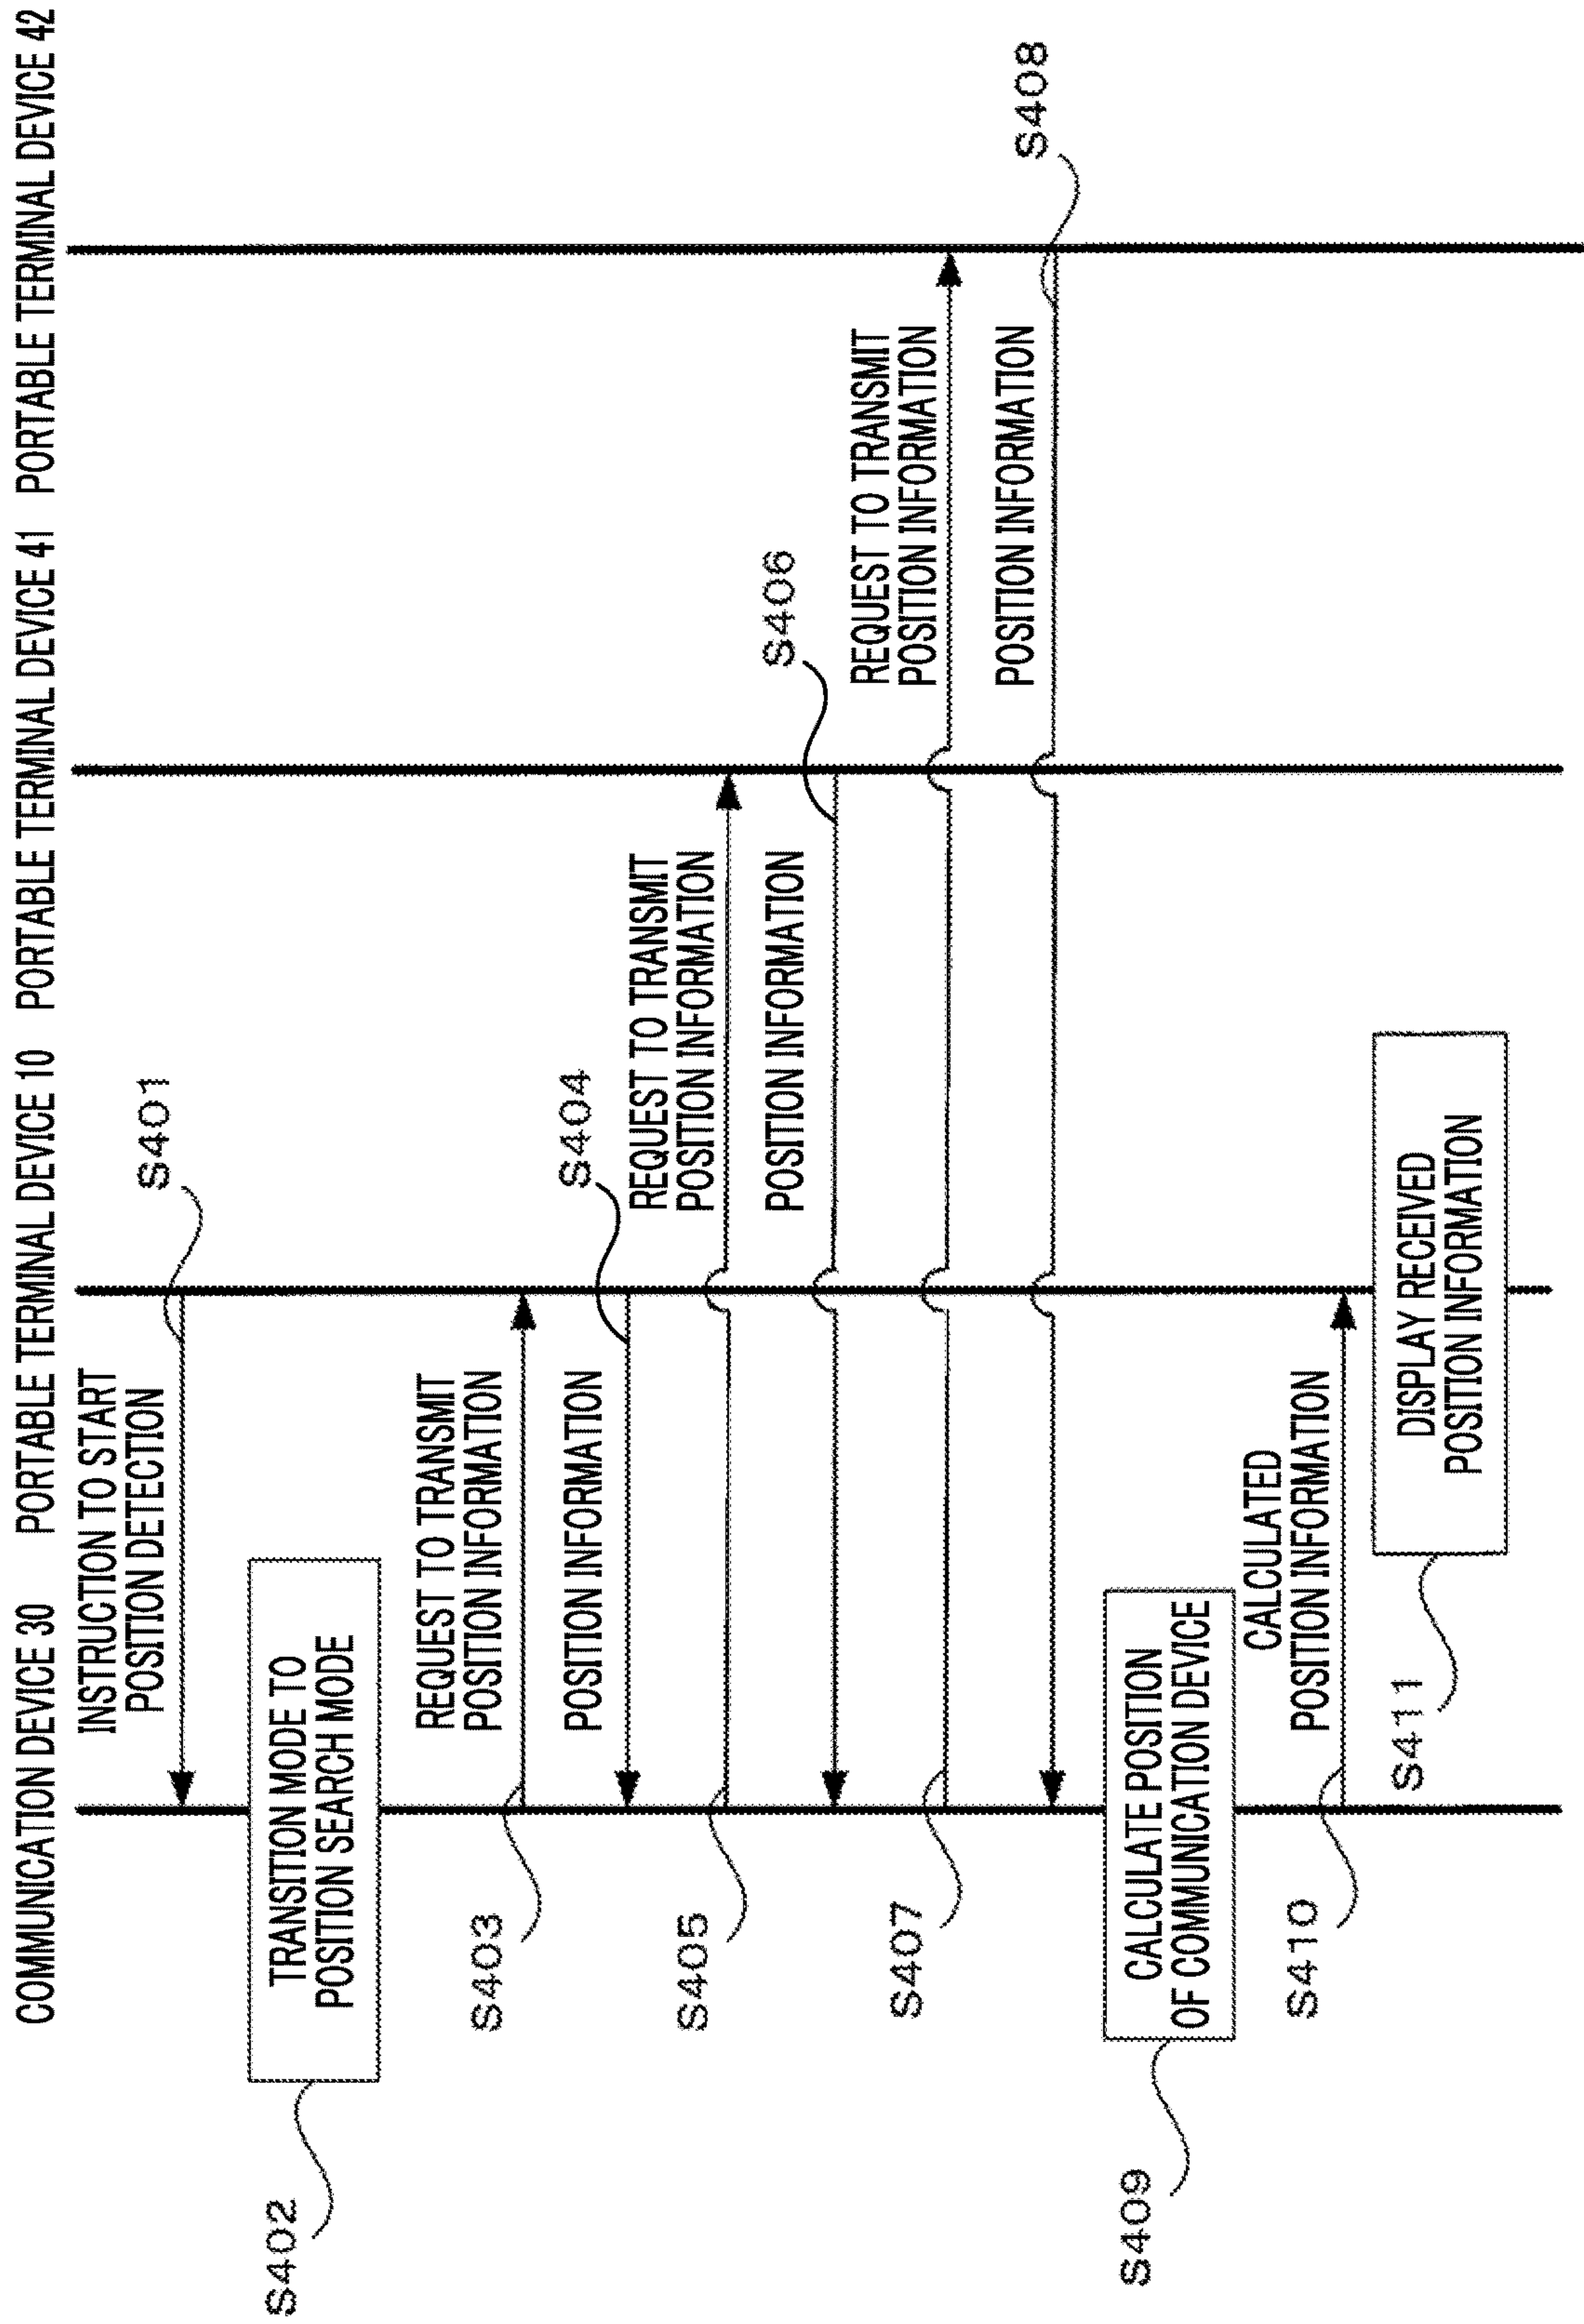 COMMUNICATION DEVICE 30
PORTABLE TERMINAL DEVICE 10
PORTABLE TERMINAL DEVICE 41
PORTABLE TERMINAL DEVICE 42
INSTRUCTION TO START
POSITION DETECTION
S401
S402
TRANSITION MODE TO
POSITION SEARCH MODE
REQUEST TO TRANSMIT
POSITION INFORMATION
S403
POSITION INFORMATION
S404
REQUEST TO TRANSMIT
POSITION INFORMATION
S405
POSITION INFORMATION
S406
REQUEST TO TRANSMIT
POSITION INFORMATION
S407
POSITION INFORMATION
S408
S409
CALCULATE POSITION
OF COMMUNICATION DEVICE
CALCULATED
POSITION INFORMATION
S410
S411
DISPLAY RECEIVED
POSITION INFORMATION